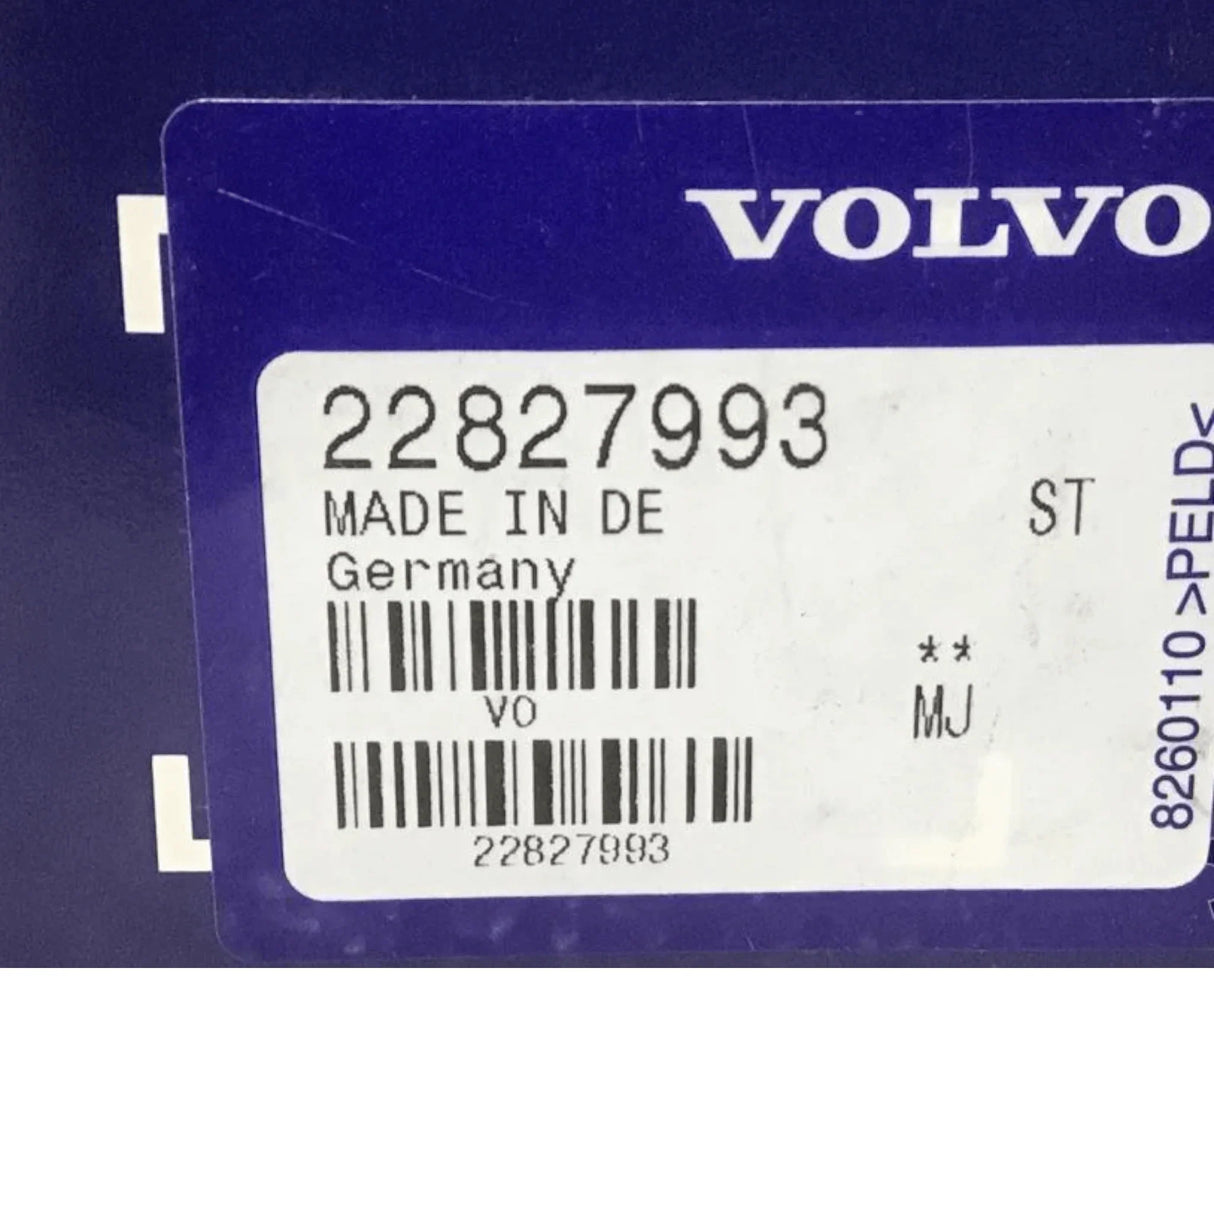 VOLVO
22827993
MADE IN DE
ST
Germany
**
VO
MJ
22827993
8260110 >PELD<